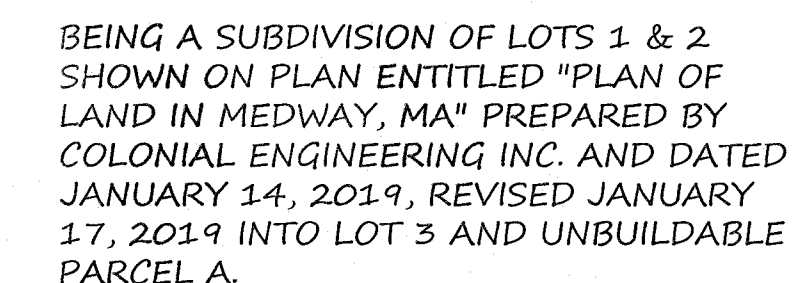 BEING A SUBDIVISION OF LOTS 1 & 2
SHOWN ON PLAN ENTITLED "PLAN OF
LAND IN MEDWAY, MA" PREPARED BY
COLONIAL ENGINEERING INC. AND DATED
JANUARY 14, 2019, REVISED JANUARY
17, 2019 INTO LOT 3 AND UNBUILDABLE
PARCEL A.